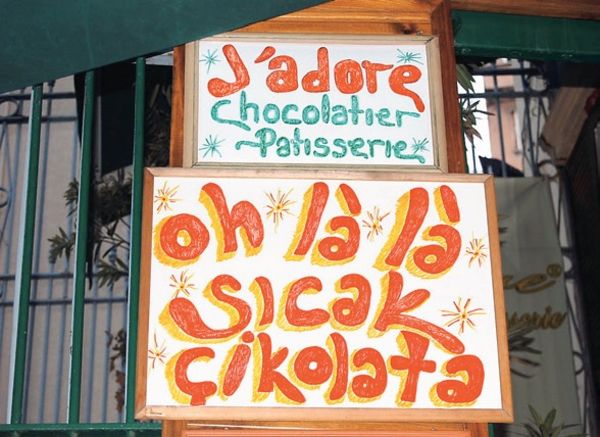 J'adore
Chocolatier
Patisserie
oh là là
sıcak
çikolata